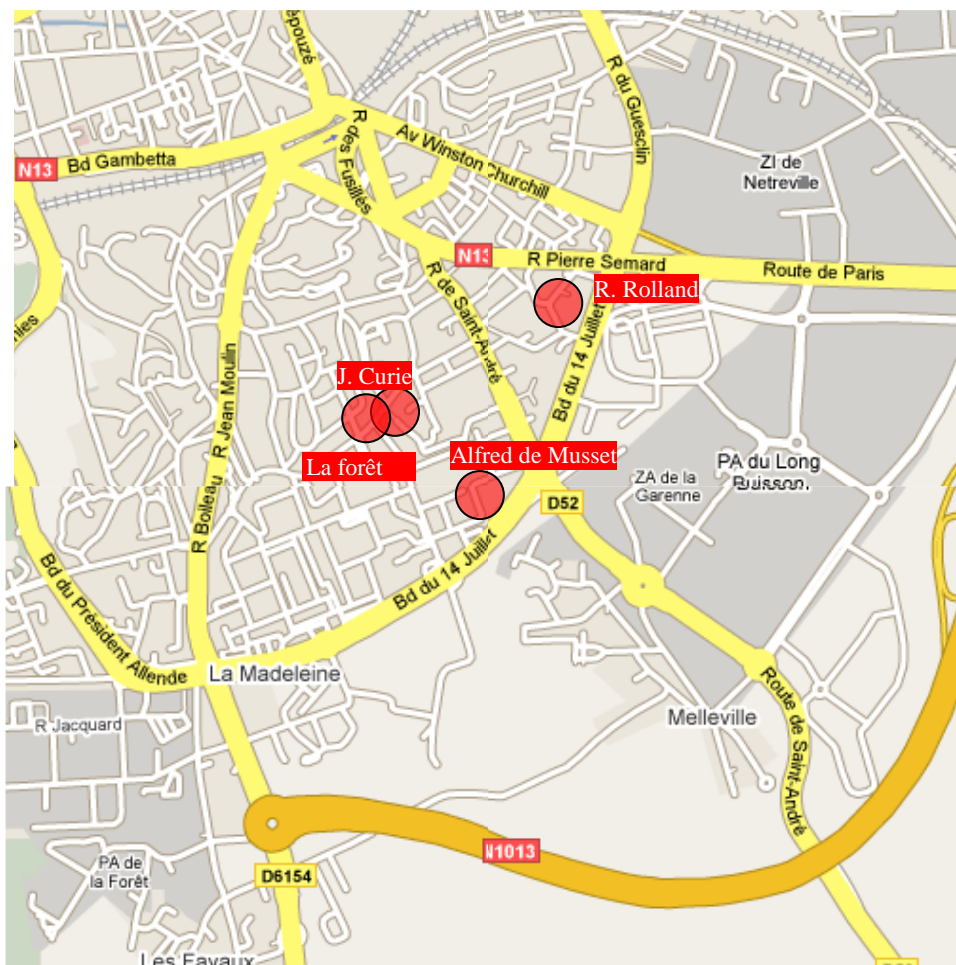 épouzé
R du Guesclin
R des Fusillés
Av Winston Churchill
Bd Gambetta
N13
ZI de
Netreville
N13
R Pierre Semard
Route de Paris
R. Rolland
R de Saint-André
Bd du 14 Juillet
nies
R Jean Moulin
J. Curie
La forêt
Alfred de Musset
PA du Long
Buisson
ZA de la
Garenne
D52
R Boileau
Bd du 14 Juillet
Bd du Président Allende
La Madeleine
Route de Saint-André
Melleville
R Jacquard
N1013
PA de
la Forêt
D6154
Les Fayaux